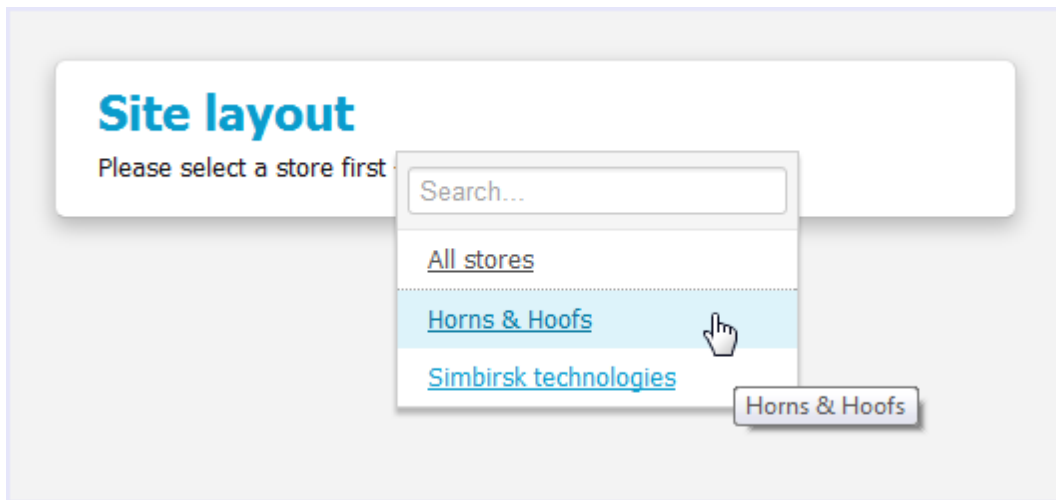 Site layout
Please select a store first
Search...
All stores
Horns & Hoofs
Simbirsk technologies
Horns & Hoofs